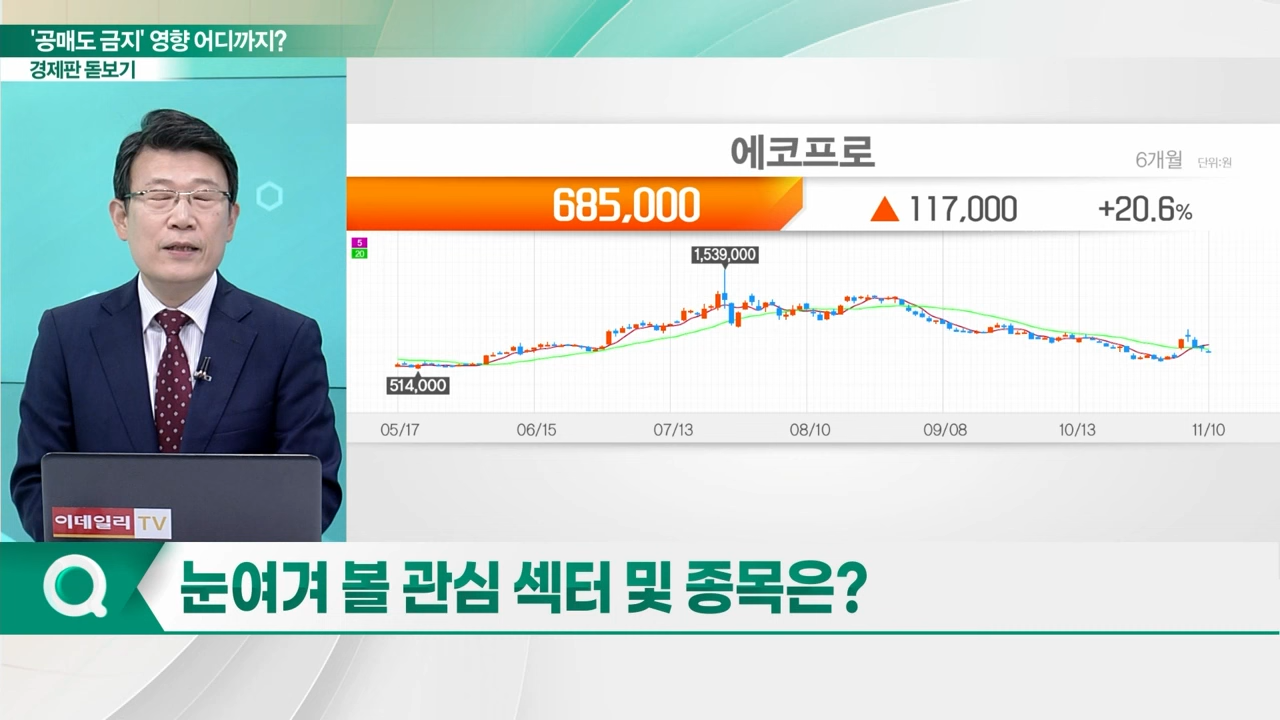 '공매도 금지' 영향 어디까지?
경제판 돋보기
에코프로
6개월 단위:원
685,000 ▲ 117,000 +20.6%
5
20
1,539,000
514,000
05/17 06/15 07/13 08/10 09/08 10/13 11/10
이데일리 TV
눈여겨 볼 관심 섹터 및 종목은?